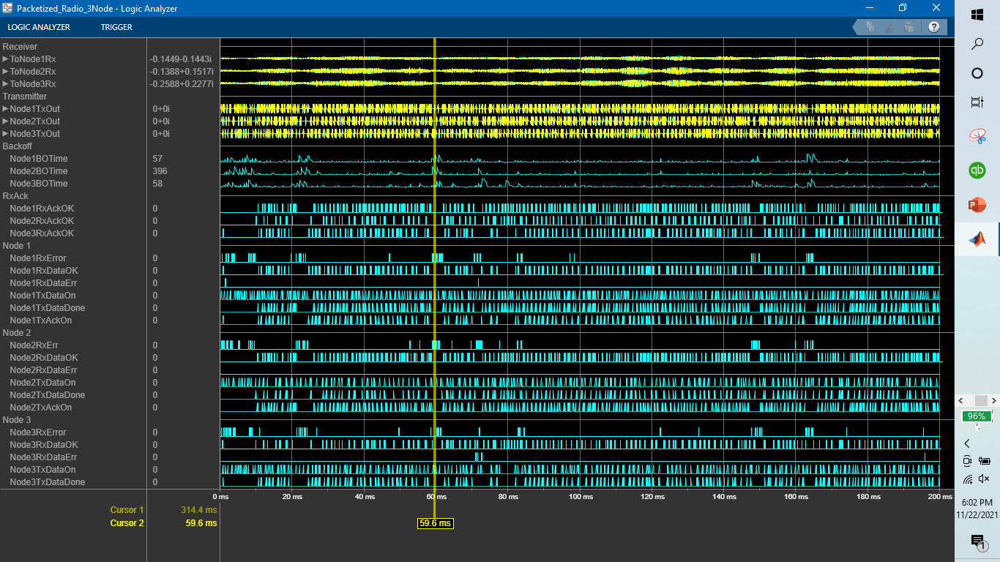 Packetized_Radio_3Node - Logic Analyzer
LOGIC ANALYZER TRIGGER ?
Receiver
ToNode1Rx -0.1449-0.1443i
ToNode2Rx -0.1388+0.1517i
ToNode3Rx -0.2588+0.2277i
Transmitter
Node1TxOut 0+0i
Node2TxOut 0+0i
Node3TxOut 0+0i
Backoff
Node1BOTime 57
Node2BOTime 396
Node3BOTime 58
RxAck
Node1RxAckOK 0
Node2RxAckOK 0
Node3RxAckOK 0
Node 1
Node1RxError 0
Node1RxDataOK 0
Node1RxDataErr 0
Node1TxDataOn 0
Node1TxDataDone 0
Node1TxAckOn 0
Node 2
Node2RxErr 0
Node2RxDataOK 0
Node2RxDataErr 0
Node2TxDataOn 0
Node2TxDataDone 0
Node2TxAckOn 0
Node 3
Node3RxError 0
Node3RxDataOK 0
Node3RxDataErr 0
Node3TxDataOn 0
Node3TxDataDone 0
0 ms 20 ms 40 ms 60 ms 80 ms 100 ms 120 ms 140 ms 160 ms 180 ms 200 ms
Cursor 1 314.4 ms
Cursor 2 59.6 ms 59.6 ms
qb
P
96%
6:02 PM
11/22/2021
1